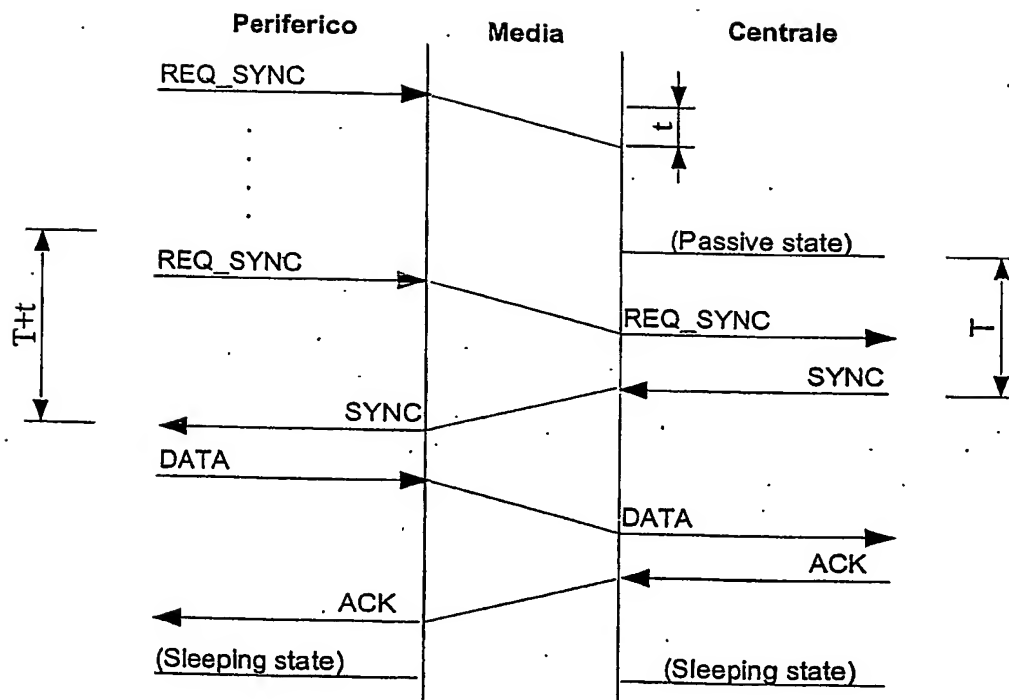 Periferico Media Centrale
REQ_SYNC
t
(Passive state)
REQ_SYNC
T+t
REQ_SYNC
T
SYNC
SYNC
DATA
DATA
ACK
ACK
(Sleeping state) (Sleeping state)